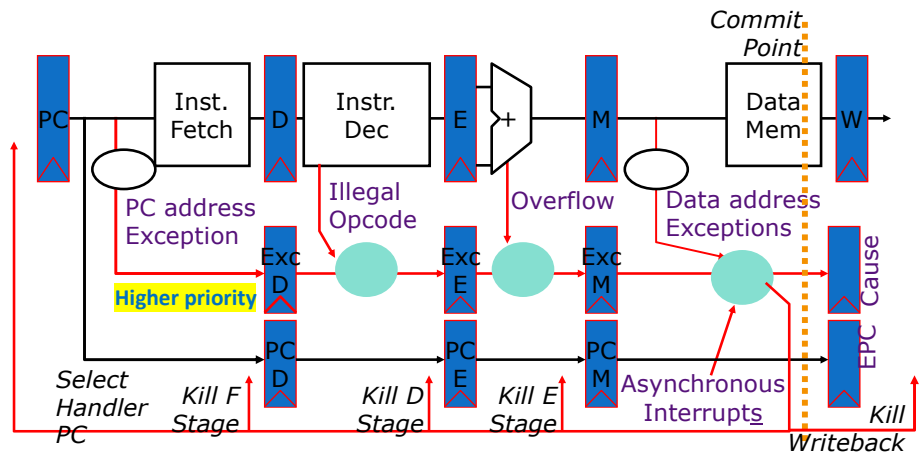 Commit
Point
PC
Inst.
Fetch
D
Instr.
Dec
E
+
M
Data
Mem
W
PC address
Exception
Illegal
Opcode
Overflow
Data address
Exceptions
Higher priority
Exc
D
Exc
E
Exc
M
Cause
PC
D
PC
E
PC
M
EPC
Select
Handler
PC
Kill F
Stage
Kill D
Stage
Kill E
Stage
Asynchronous
Interrupts
Kill
Writeback